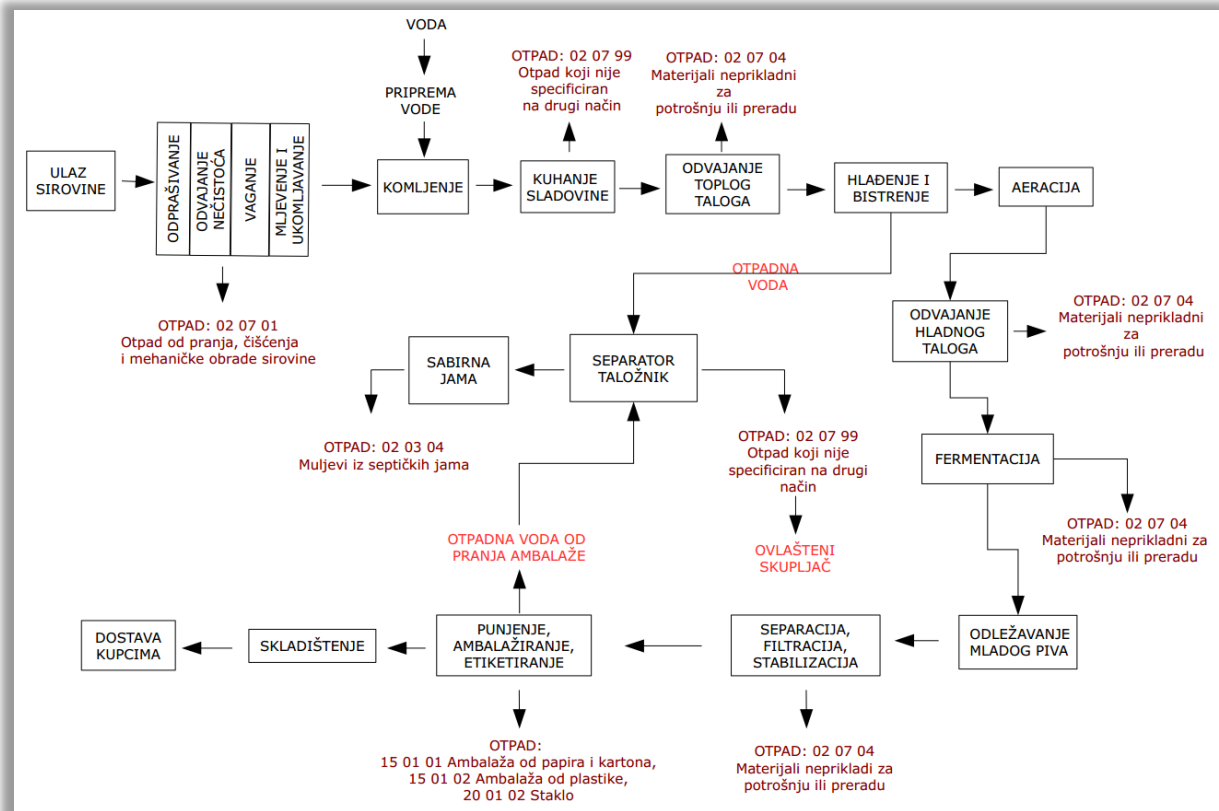 VODA
PRIPREMA
VODE
OTPAD: 02 07 99
Otpad koji nije
specificiran
na drugi način
OTPAD: 02 07 04
Materijali neprikladni
za
potrošnju ili preradu
ULAZ
SIROVINE
ODPRAŠIVANJE
ODVAJANJE
NEČISTOĆA
VAGANJE
MLJEVENJE I
UKOMLJAVANJE
KOMLJENJE
KUHANJE
SLADOVINE
ODVAJANJE
TOPLOG
TALOGA
HLAĐENJE I
BISTRENJE
AERACIJA
OTPAD: 02 07 01
Otpad od pranja, čišćenja
i mehaničke obrade sirovine
OTPADNA
VODA
ODVAJANJE
HLADNOG
TALOGA
OTPAD: 02 07 04
Materijali neprikladni
za
potrošnju ili preradu
SABIRNA
JAMA
SEPARATOR
TALOŽNIK
OTPAD: 02 03 04
Muljevi iz septičkih jama
OTPAD: 02 07 99
Otpad koji nije
specificiran na drugi
način
FERMENTACIJA
OTPADNA VODA OD
PRANJA AMBALAŽE
OVLAŠTENI
SKUPLJAČ
OTPAD: 02 07 04
Materijali neprikladni za
potrošnju ili preradu
DOSTAVA
KUPCIMA
SKLADIŠTENJE
PUNJENJE,
AMBALAŽIRANJE,
ETIKETIRANJE
SEPARACIJA,
FILTRACIJA,
STABILIZACIJA
ODLEŽAVANJE
MLADOG PIVA
OTPAD:
15 01 01 Ambalaža od papira i kartona,
15 01 02 Ambalaža od plastike,
20 01 02 Staklo
OTPAD: 02 07 04
Materijali neprikladi za
potrošnju ili preradu